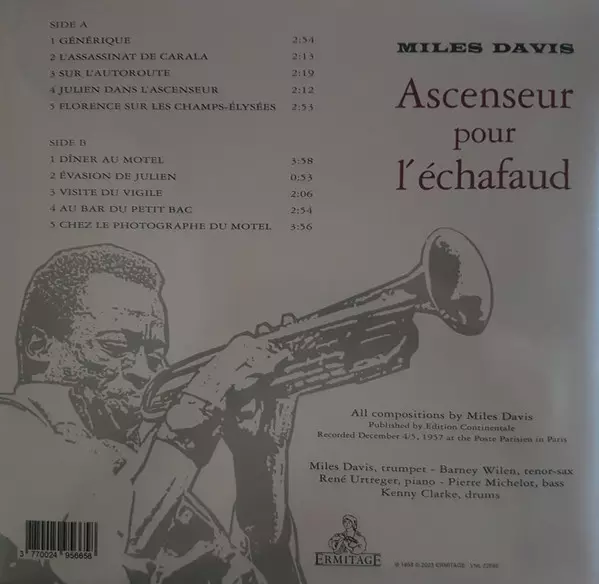 SIDE A
1 GÉNÉRIQUE 2:54
2 L'ASSASSINAT DE CARALA 2:13
3 SUR L'AUTOROUTE 2:19
4 JULIEN DANS L'ASCENSEUR 2:12
5 FLORENCE SUR LES CHAMPS-ÉLYSÉES 2:53
SIDE B
1 DÎNER AU MOTEL 3:58
2 ÉVASION DE JULIEN 0:53
3 VISITE DU VIGILE 2:06
4 AU BAR DU PETIT BAC 2:54
5 CHEZ LE PHOTOGRAPHE DU MOTEL 3:56
MILES DAVIS
Ascenseur
pour
l'échafaud
All compositions by Miles Davis
Published by Edition Continentale
Recorded December 4/5, 1957 at the Poste Parisien in Paris
Miles Davis, trumpet - Barney Wilen, tenor-sax
René Urtreger, piano - Pierre Michelot, bass
Kenny Clarke, drums
3 770024 956656
ERMITAGE
ERMITAGE